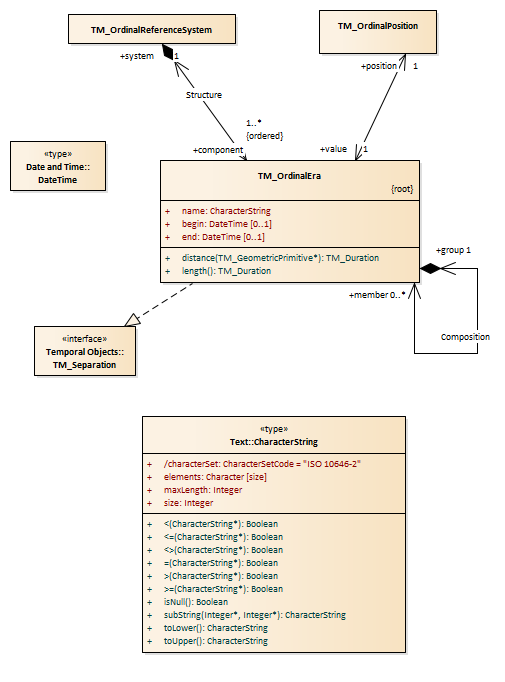 TM_OrdinalReferenceSystem
TM_OrdinalPosition
+system
1
+position
1
Structure
1..*
{ordered}
+component
+value
1
«type»
Date and Time::
DateTime
TM_OrdinalEra
{root}
+ name: CharacterString
+ begin: DateTime [0..1]
+ end: DateTime [0..1]
+ distance(TM_GeometricPrimitive*): TM_Duration
+ length(): TM_Duration
+group 1
+member 0..*
Composition
«interface»
Temporal Objects::
TM_Separation
«type»
Text::CharacterString
+ /characterSet: CharacterSetCode = "ISO 10646-2"
+ elements: Character [size]
+ maxLength: Integer
+ size: Integer
+ <(CharacterString*): Boolean
+ <=(CharacterString*): Boolean
+ <>(CharacterString*): Boolean
+ =(CharacterString*): Boolean
+ >(CharacterString*): Boolean
+ >=(CharacterString*): Boolean
+ isNull(): Boolean
+ subString(Integer*, Integer*): CharacterString
+ toLower(): CharacterString
+ toUpper(): CharacterString